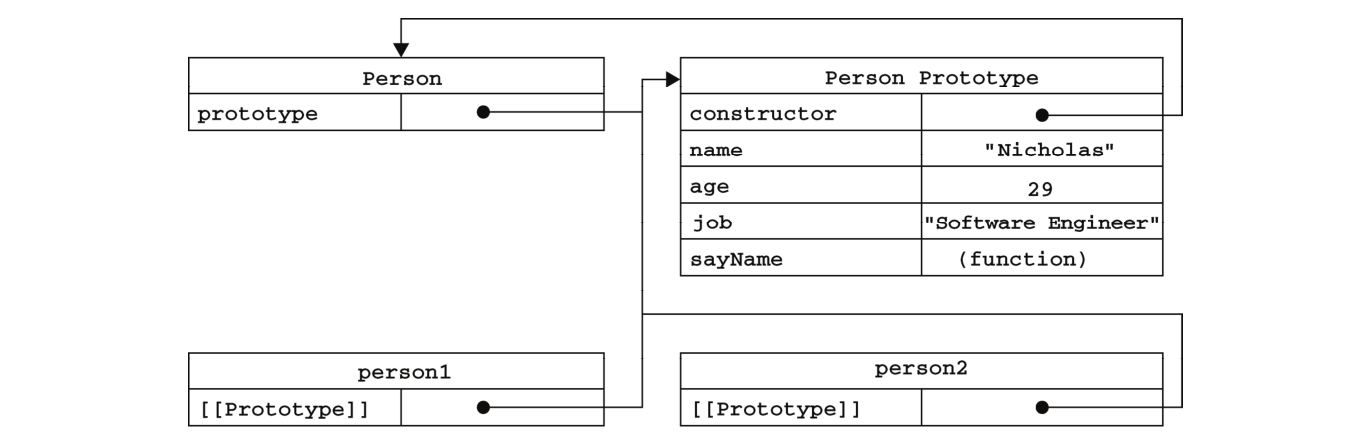 Person
prototype
Person Prototype
constructor
name "Nicholas"
age 29
job "Software Engineer"
sayName (function)
person1
[[Prototype]]
person2
[[Prototype]]